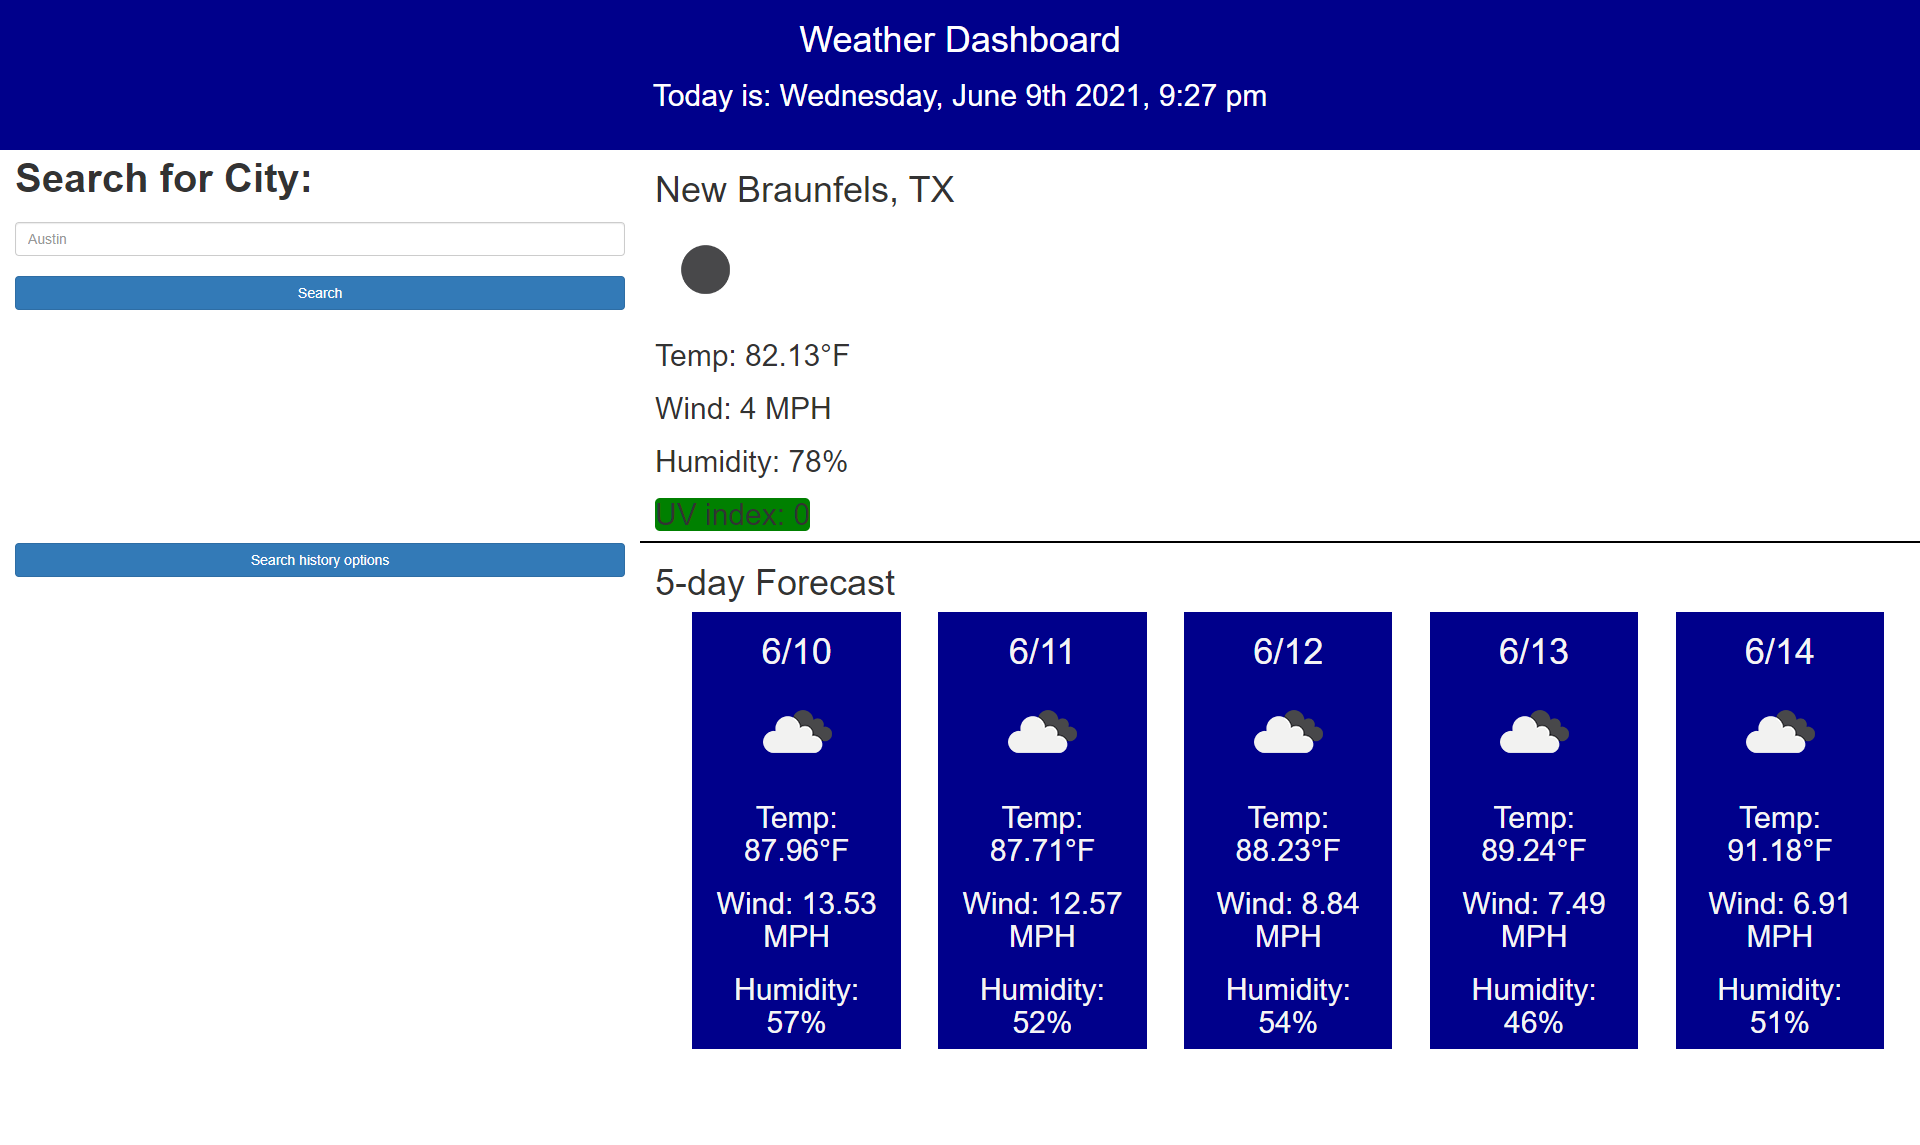 Weather Dashboard
Today is: Wednesday, June 9th 2021, 9:27 pm
Search for City:
Austin
Search
Search history options
New Braunfels, TX
Temp: 82.13°F
Wind: 4 MPH
Humidity: 78%
UV index: 0
5-day Forecast
6/10
Temp:
87.96°F
Wind: 13.53
MPH
Humidity:
57%
6/11
Temp:
87.71°F
Wind: 12.57
MPH
Humidity:
52%
6/12
Temp:
88.23°F
Wind: 8.84
MPH
Humidity:
54%
6/13
Temp:
89.24°F
Wind: 7.49
MPH
Humidity:
46%
6/14
Temp:
91.18°F
Wind: 6.91
MPH
Humidity:
51%